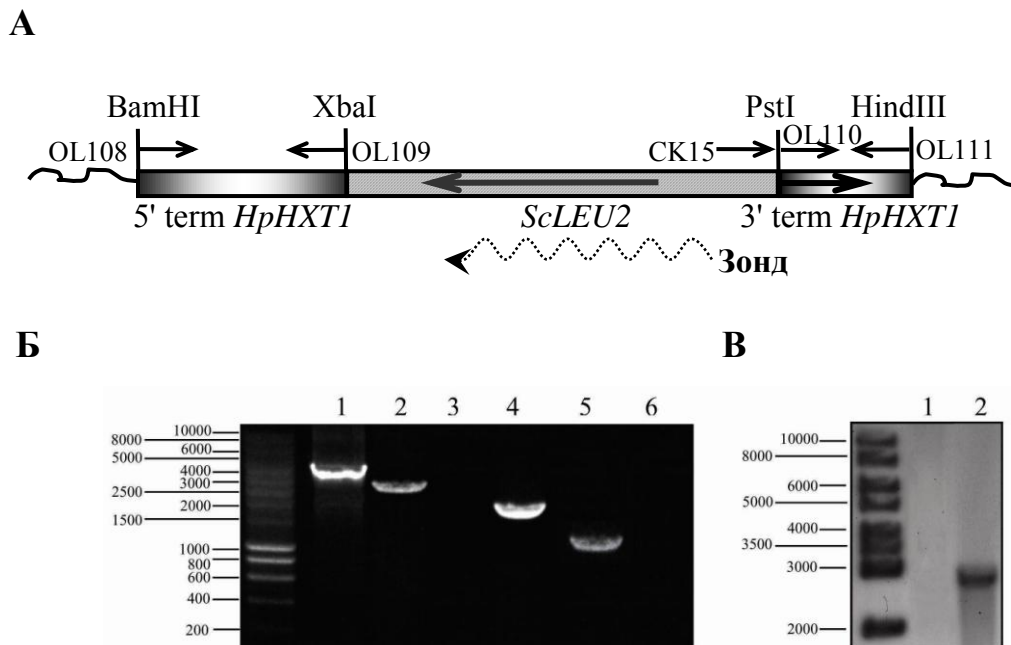 А
BamHI XbaI PstI HindIII
OL108 OL109 CK15 OL110 OL111
5' term HpHXT1 ScLEU2 3' term HpHXT1
Зонд
Б
1 2 3 4 5 6
10000
8000
6000
5000
4000
3000
2500
2000
1500
1000
800
600
400
200
В
1 2
10000
8000
6000
5000
4000
3500
3000
2000